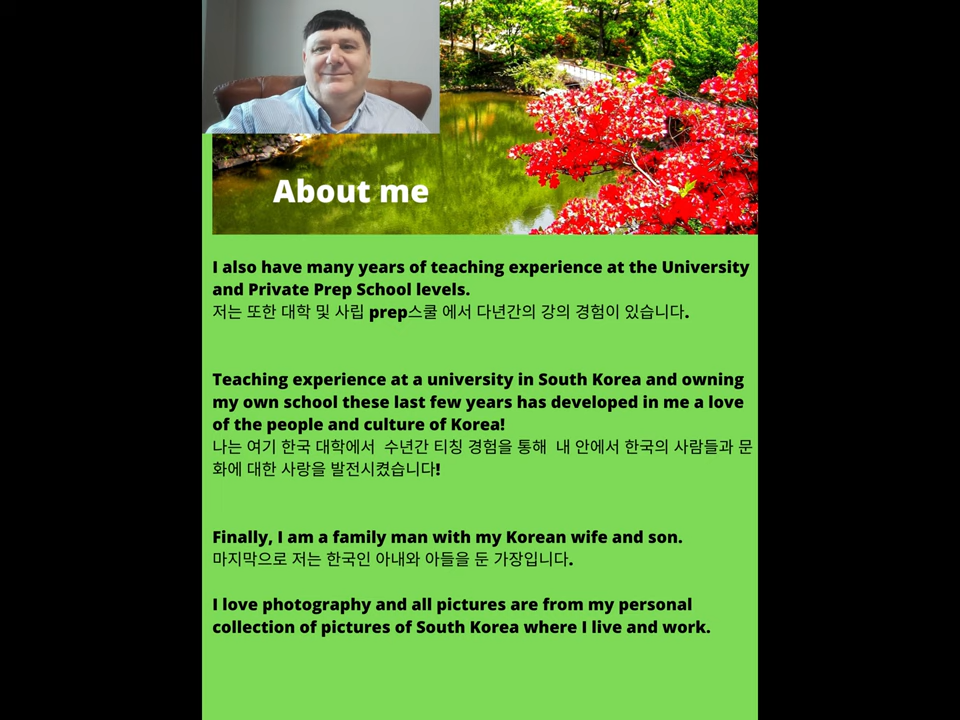 About me
I also have many years of teaching experience at the University
and Private Prep School levels.
저는 또한 대학 및 사립 prep스쿨 에서 다년간의 강의 경험이 있습니다.
Teaching experience at a university in South Korea and owning
my own school these last few years has developed in me a love
of the people and culture of Korea!
나는 여기 한국 대학에서 수년간 티칭 경험을 통해 내 안에서 한국의 사람들과 문
화에 대한 사랑을 발전시켰습니다!
Finally, I am a family man with my Korean wife and son.
마지막으로 저는 한국인 아내와 아들을 둔 가장입니다.
I love photography and all pictures are from my personal
collection of pictures of South Korea where I live and work.